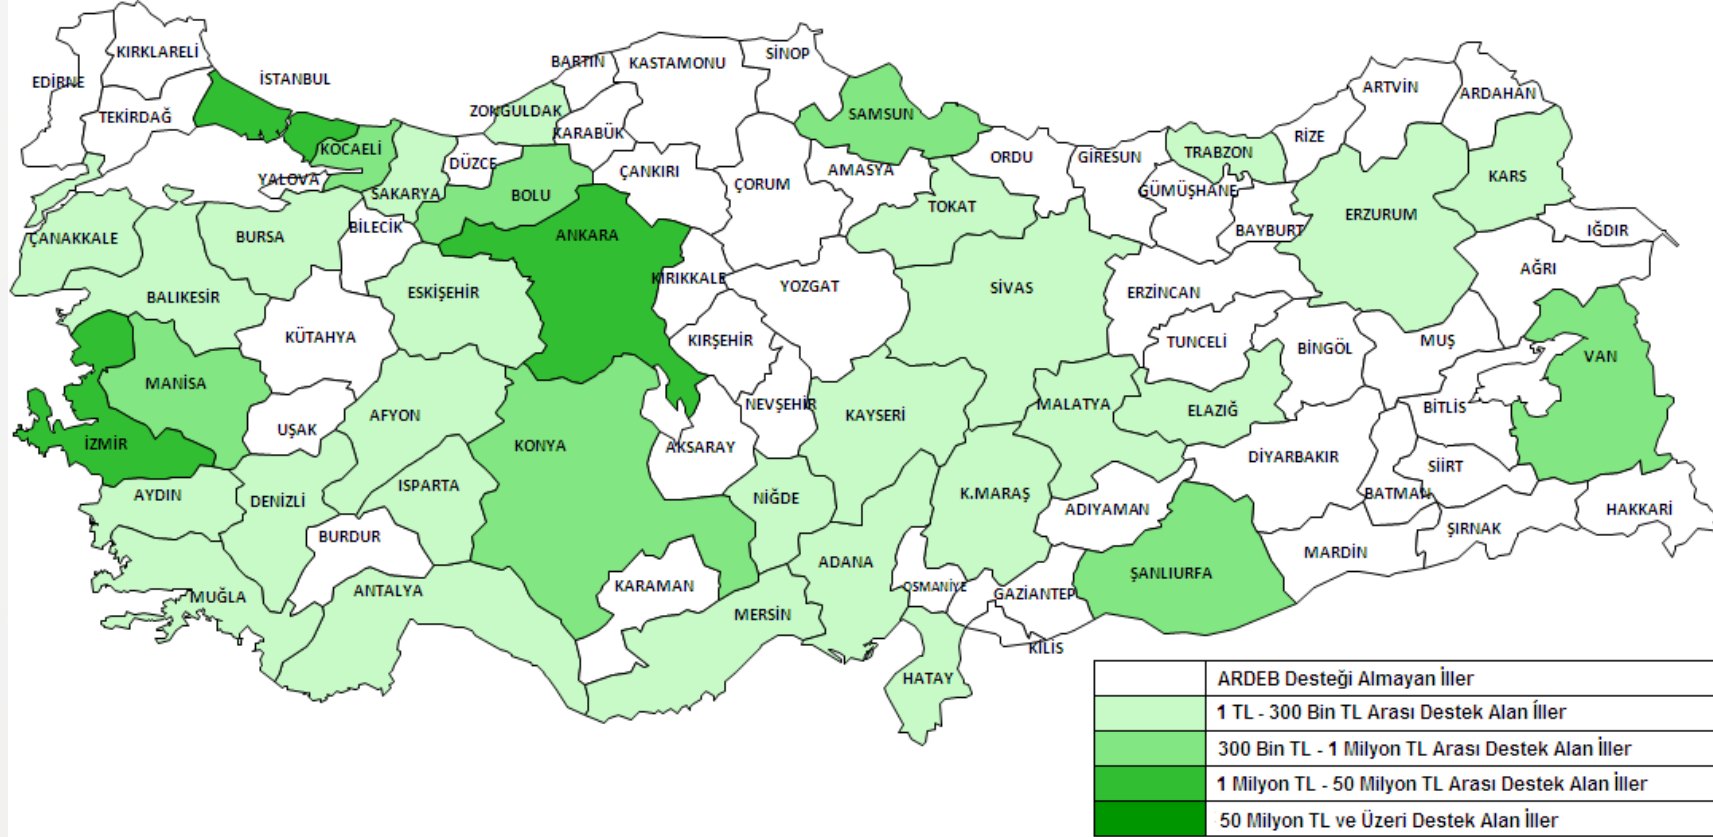 KIRKLARELİ
EDİRNE
TEKİRDAĞ
İSTANBUL
KOCAELİ
YALOVA
SAKARYA
DÜZCE
ZONGULDAK
BARTIN
KARABÜK
KASTAMONU
SİNOP
SAMSUN
ÇANKIRI
ÇORUM
AMASYA
ORDU
GİRESUN
TRABZON
RİZE
ARTVİN
ARDAHAN
KARS
IĞDIR
AĞRI
ERZURUM
BAYBURT
GÜMÜŞHANE
TOKAT
SİVAS
ERZİNCAN
TUNCELİ
BİNGÖL
MUŞ
VAN
BİTLİS
SİİRT
BATMAN
HAKKARİ
ŞIRNAK
MARDİN
DİYARBAKIR
ELAZIĞ
MALATYA
ADIYAMAN
ŞANLIURFA
GAZİANTEP
KİLİS
OSMANİYE
HATAY
K.MARAŞ
ADANA
MERSİN
KARAMAN
NİĞDE
KAYSERİ
NEVŞEHİR
AKSARAY
KIRŞEHİR
YOZGAT
KIRIKKALE
ANKARA
BOLU
BİLECİK
ESKİŞEHİR
BURSA
ÇANAKKALE
BALIKESİR
KÜTAHYA
MANİSA
UŞAK
AFYON
KONYA
İZMİR
AYDIN
DENİZLİ
ISPARTA
BURDUR
ANTALYA
MUĞLA
ARDEB Desteği Almayan İller
1 TL - 300 Bin TL Arası Destek Alan İller
300 Bin TL - 1 Milyon TL Arası Destek Alan İller
1 Milyon TL - 50 Milyon TL Arası Destek Alan İller
50 Milyon TL ve Üzeri Destek Alan İller